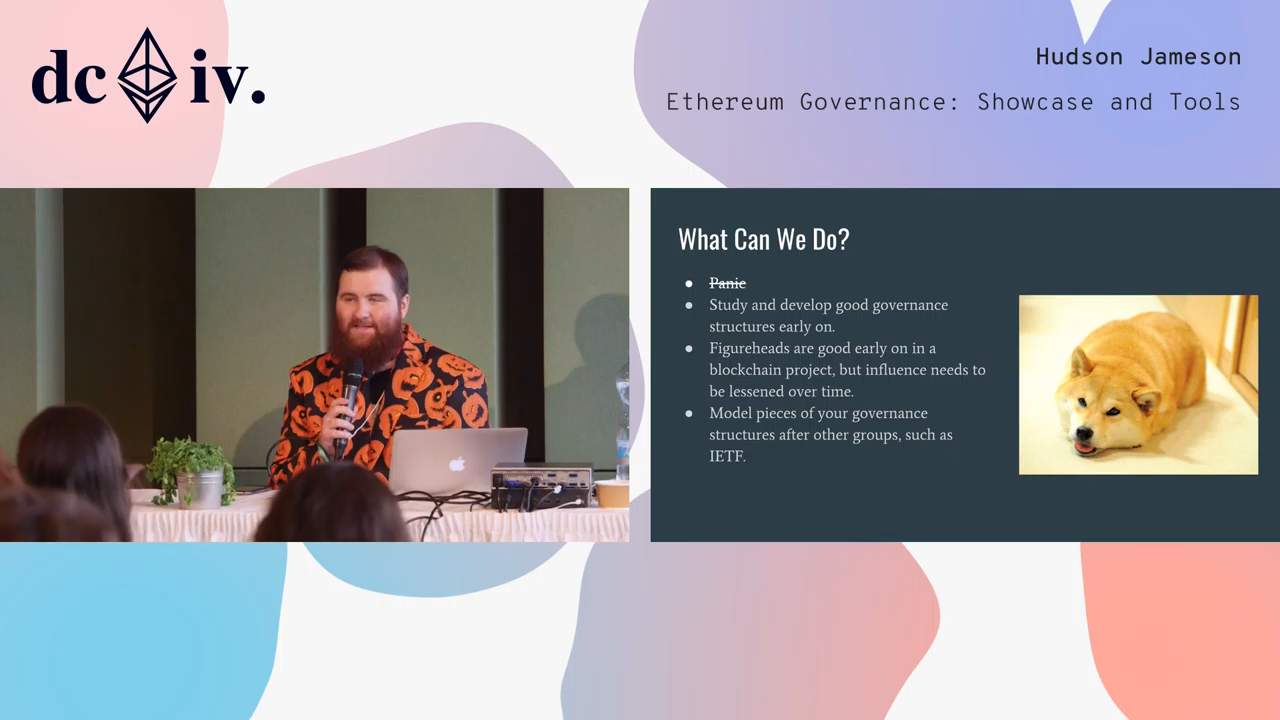 dc iv.
Hudson Jameson
Ethereum Governance: Showcase and Tools
What Can We Do?
● Panic
● Study and develop good governance
structures early on.
● Figureheads are good early on in a
blockchain project, but influence needs to
be lessened over time.
● Model pieces of your governance
structures after other groups, such as
IETF.